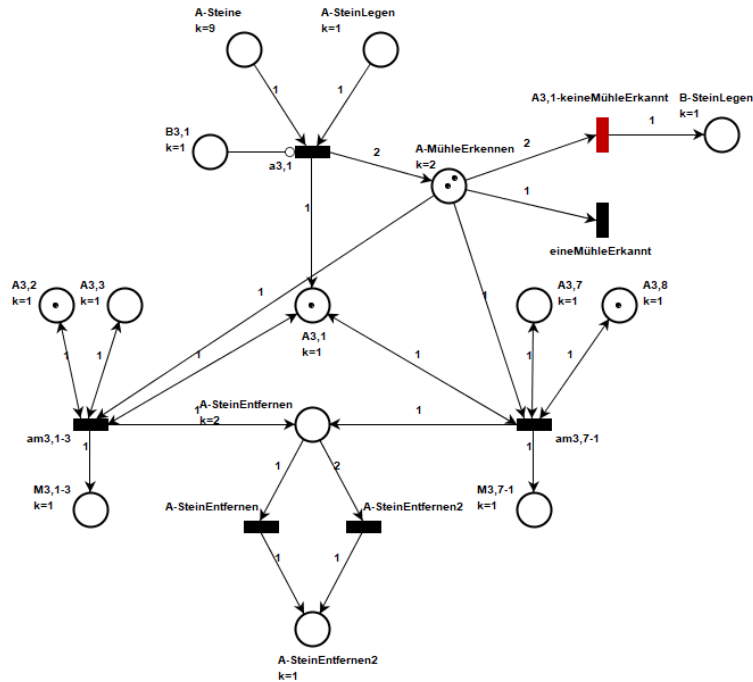 A-Steine
k=9
A-SteinLegen
k=1
1
1
A3,1-keineMühleErkannt
B-SteinLegen
k=1
B3,1
k=1
a3,1
2
A-MühleErkennen
k=2
2
1
1
eineMühleErkannt
1
A3,2
k=1
A3,3
k=1
1
A3,1
k=1
1
A3,7
k=1
A3,8
k=1
1
1
1
1
1
1
am3,1-3
1
A-SteinEntfernen
k=2
1
am3,7-1
1
1
M3,1-3
k=1
M3,7-1
k=1
1
2
A-SteinEntfernen
A-SteinEntfernen2
1
1
A-SteinEntfernen2
k=1